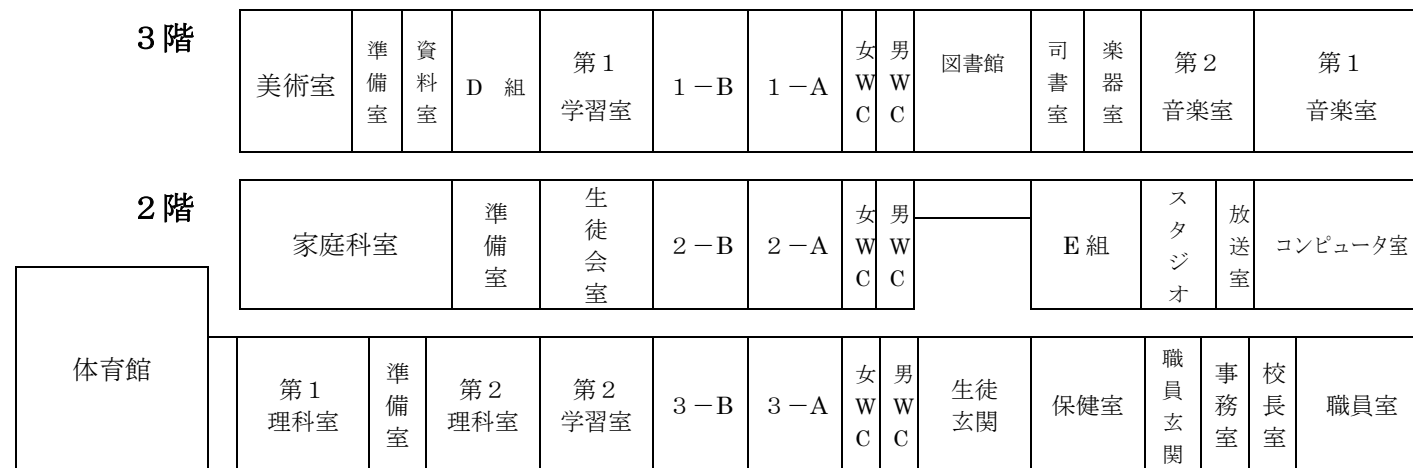 3階
美術室
準備室
資料室
D 組
第1
学習室
1-B
1-A
女WC
男WC
図書館
司書室
楽器室
第2
音楽室
第1
音楽室
2階
家庭科室
準備室
生徒会室
2-B
2-A
女WC
男WC
E組
スタジオ
放送室
コンピュータ室
体育館
第1
理科室
準備室
第2
理科室
第2
学習室
3-B
3-A
女WC
男WC
生徒
玄関
保健室
職員玄関
事務室
校長室
職員室